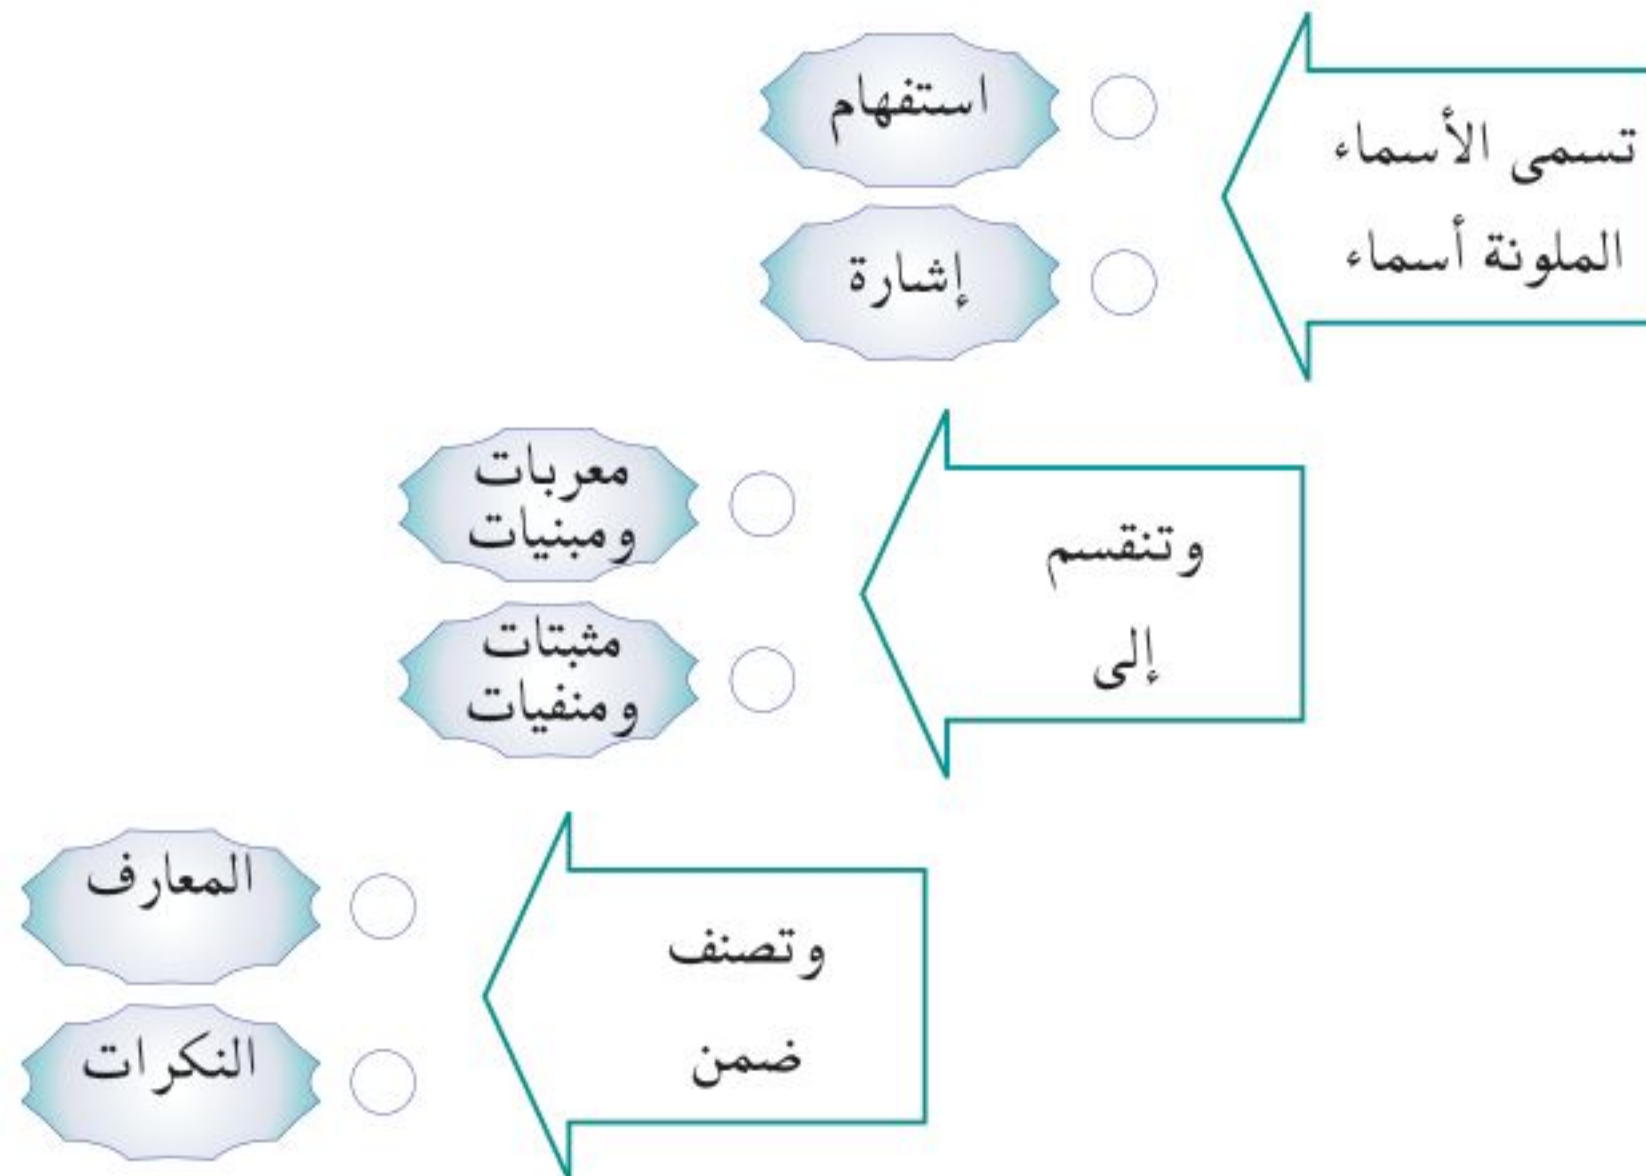 تسمى الأسماء
الملونة أسماء
استفهام
إشارة
وتنقسم
إلى
معربات
ومبنيات
مثبتات
ومنفيات
وتصنف
ضمن
المعارف
النكرات